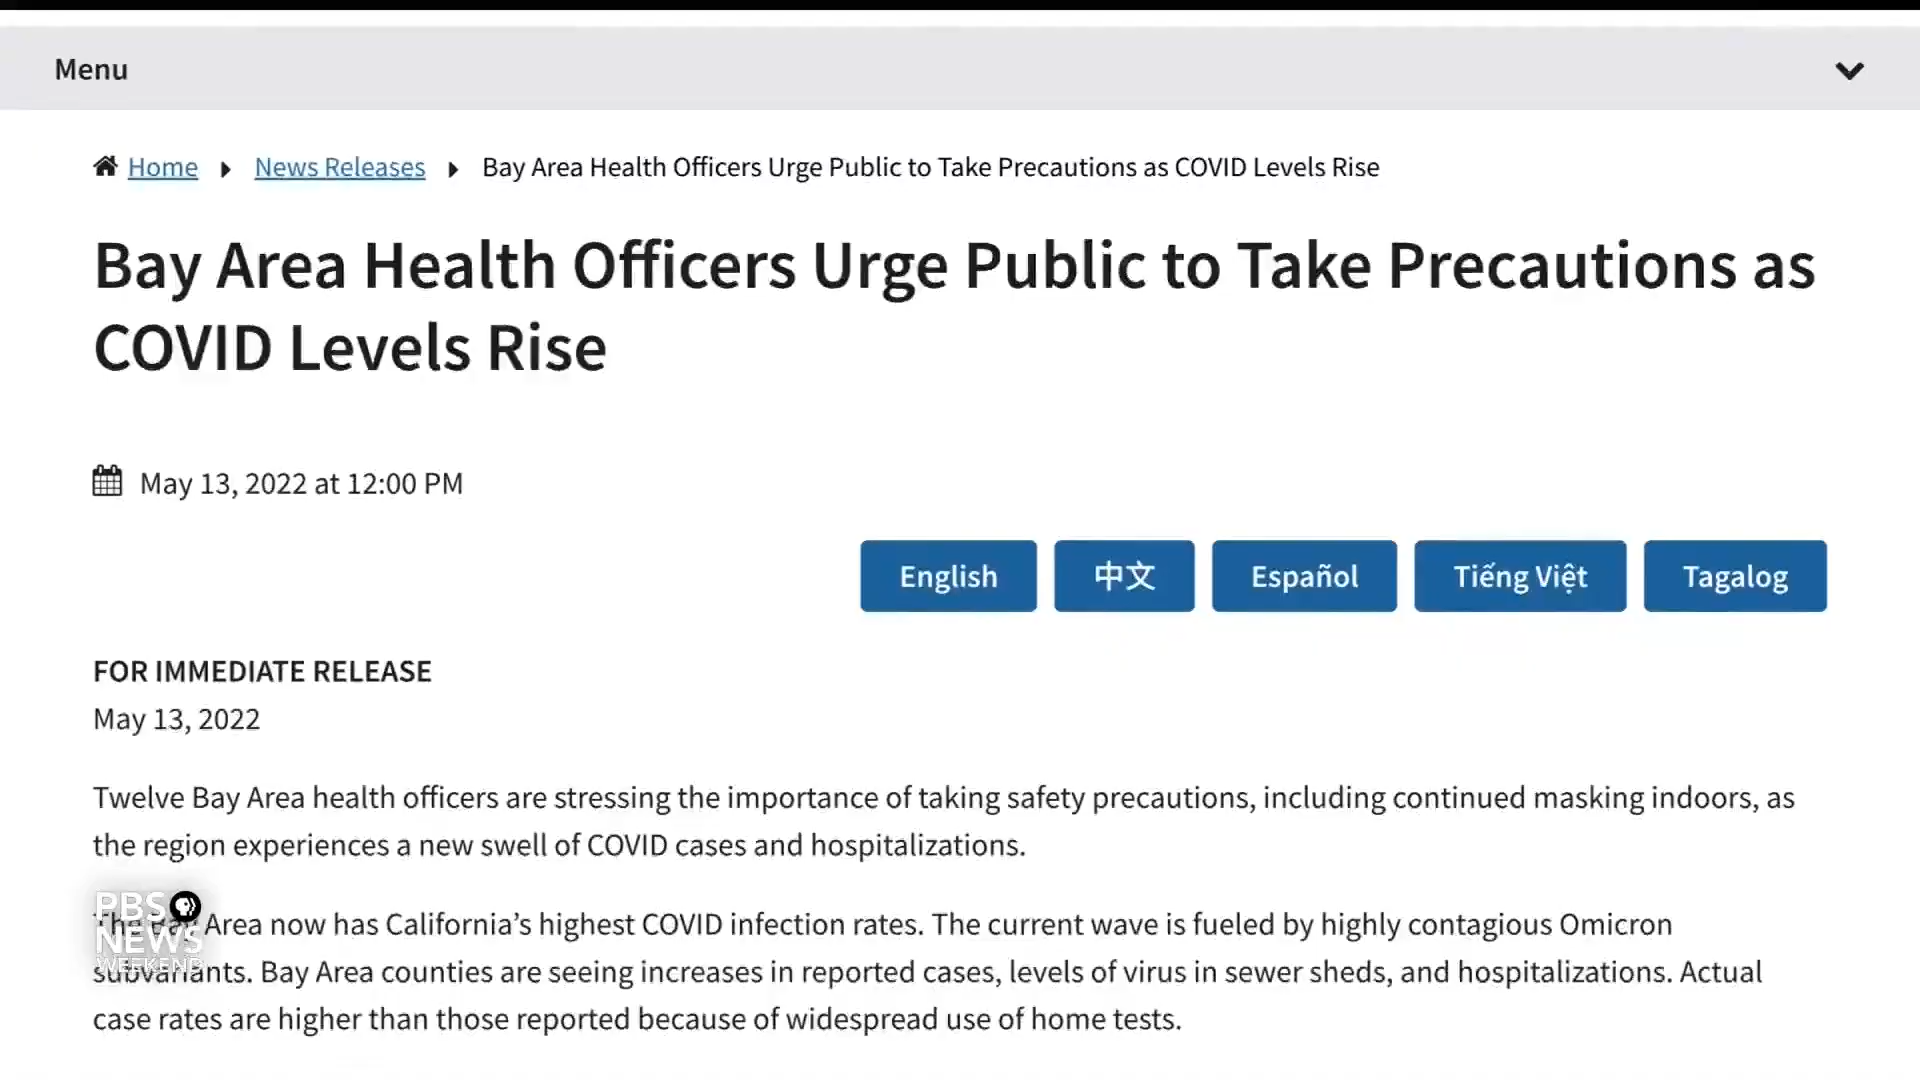 Menu
Home News Releases Bay Area Health Officers Urge Public to Take Precautions as COVID Levels Rise
Bay Area Health Officers Urge Public to Take Precautions as
COVID Levels Rise
May 13, 2022 at 12:00 PM
English 中文 Español Tiếng Việt Tagalog
FOR IMMEDIATE RELEASE
May 13, 2022
Twelve Bay Area health officers are stressing the importance of taking safety precautions, including continued masking indoors, as
the region experiences a new swell of COVID cases and hospitalizations.
The Bay Area now has California's highest COVID infection rates. The current wave is fueled by highly contagious Omicron
subvariants. Bay Area counties are seeing increases in reported cases, levels of virus in sewer sheds, and hospitalizations. Actual
case rates are higher than those reported because of widespread use of home tests.
PBS
NEWS
WEEKEND